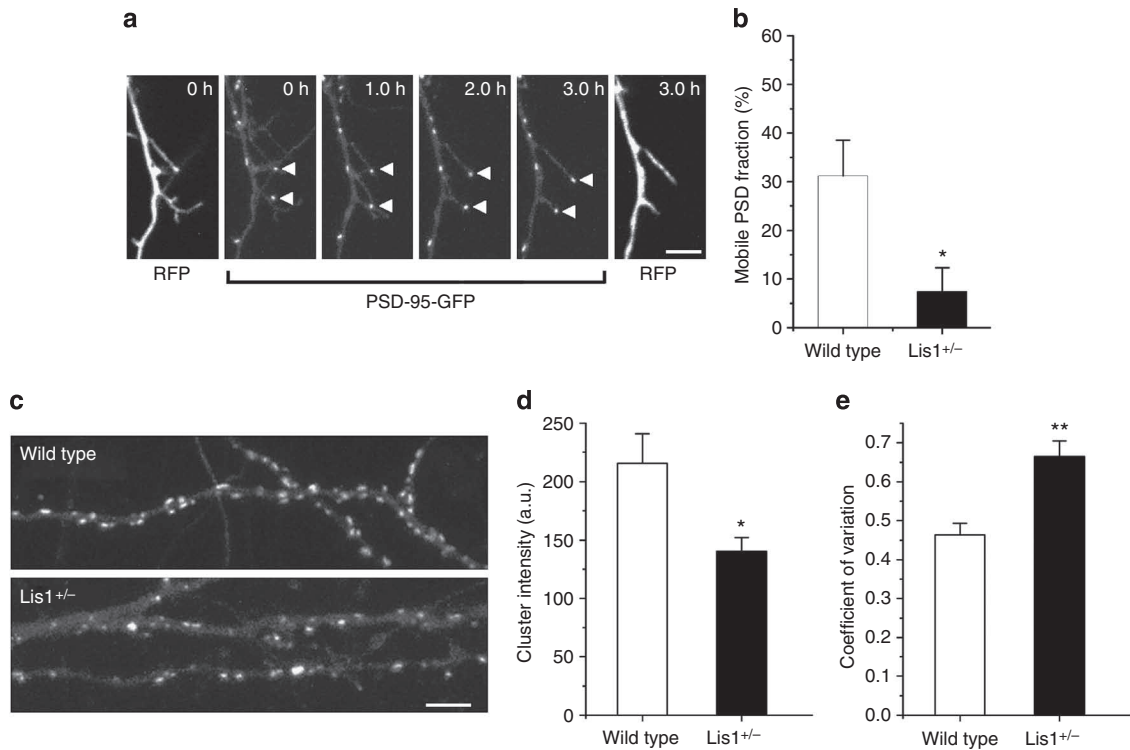 a
0 h
0 h
1.0 h
2.0 h
3.0 h
3.0 h
RFP
RFP
PSD-95-GFP
b
60
50
40
30
20
10
0
Mobile PSD fraction (%)
*
Wild type
Lis1+/–
c
Wild type
Lis1+/–
d
250
200
150
100
50
0
Cluster intensity (a.u.)
*
Wild type
Lis1+/–
e
0.7
0.6
0.5
0.4
0.3
0.2
0.1
0.0
Coefficient of variation
**
Wild type
Lis1+/–